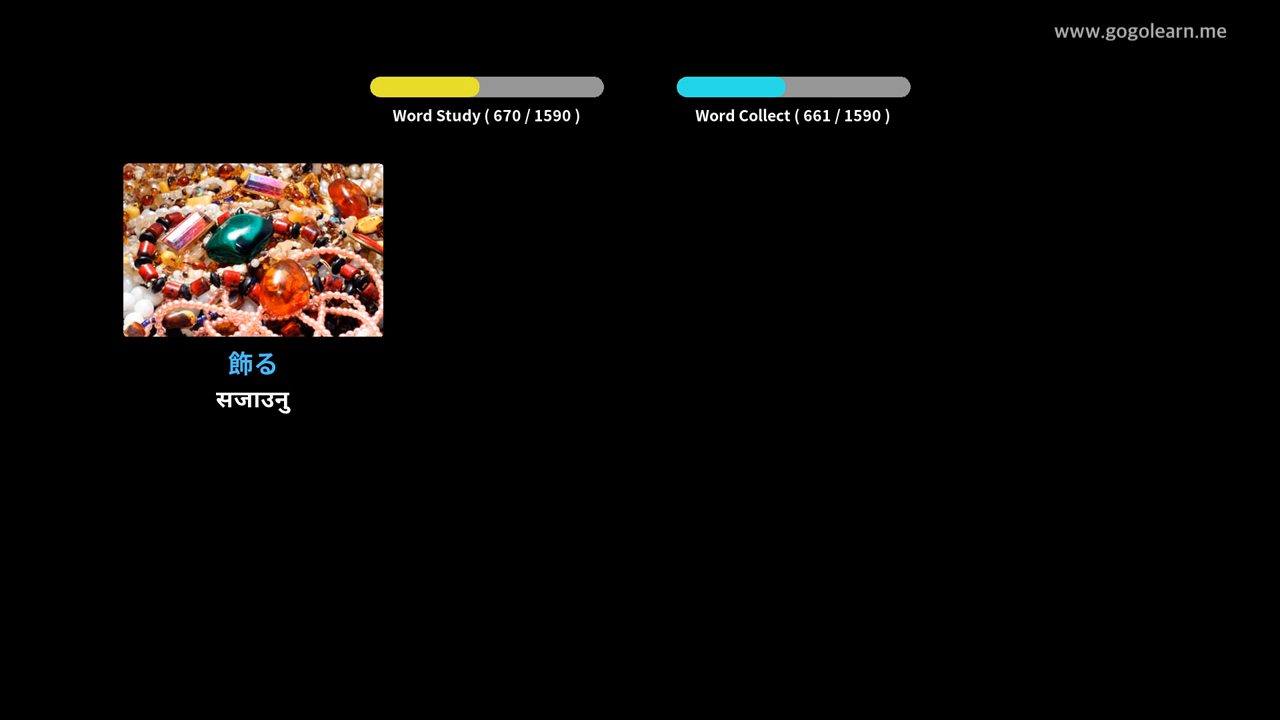 www.gogolearn.me
Word Study ( 670 / 1590 )
Word Collect ( 661 / 1590 )
飾る
सजाउनु